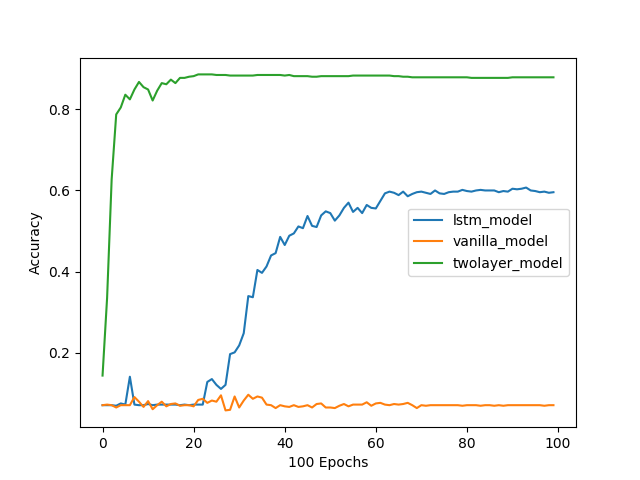 0.8
0.6
0.4
0.2
Accuracy
lstm_model
vanilla_model
twolayer_model
0 20 40 60 80 100
100 Epochs